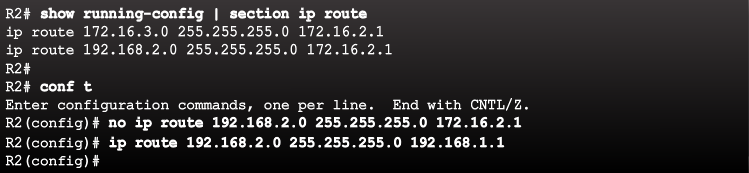 R2# show running-config | section ip route
ip route 172.16.3.0 255.255.255.0 172.16.2.1
ip route 192.168.2.0 255.255.255.0 172.16.2.1
R2#
R2# conf t
Enter configuration commands, one per line.  End with CNTL/Z.
R2(config)# no ip route 192.168.2.0 255.255.255.0 172.16.2.1
R2(config)# ip route 192.168.2.0 255.255.255.0 192.168.1.1
R2(config)#